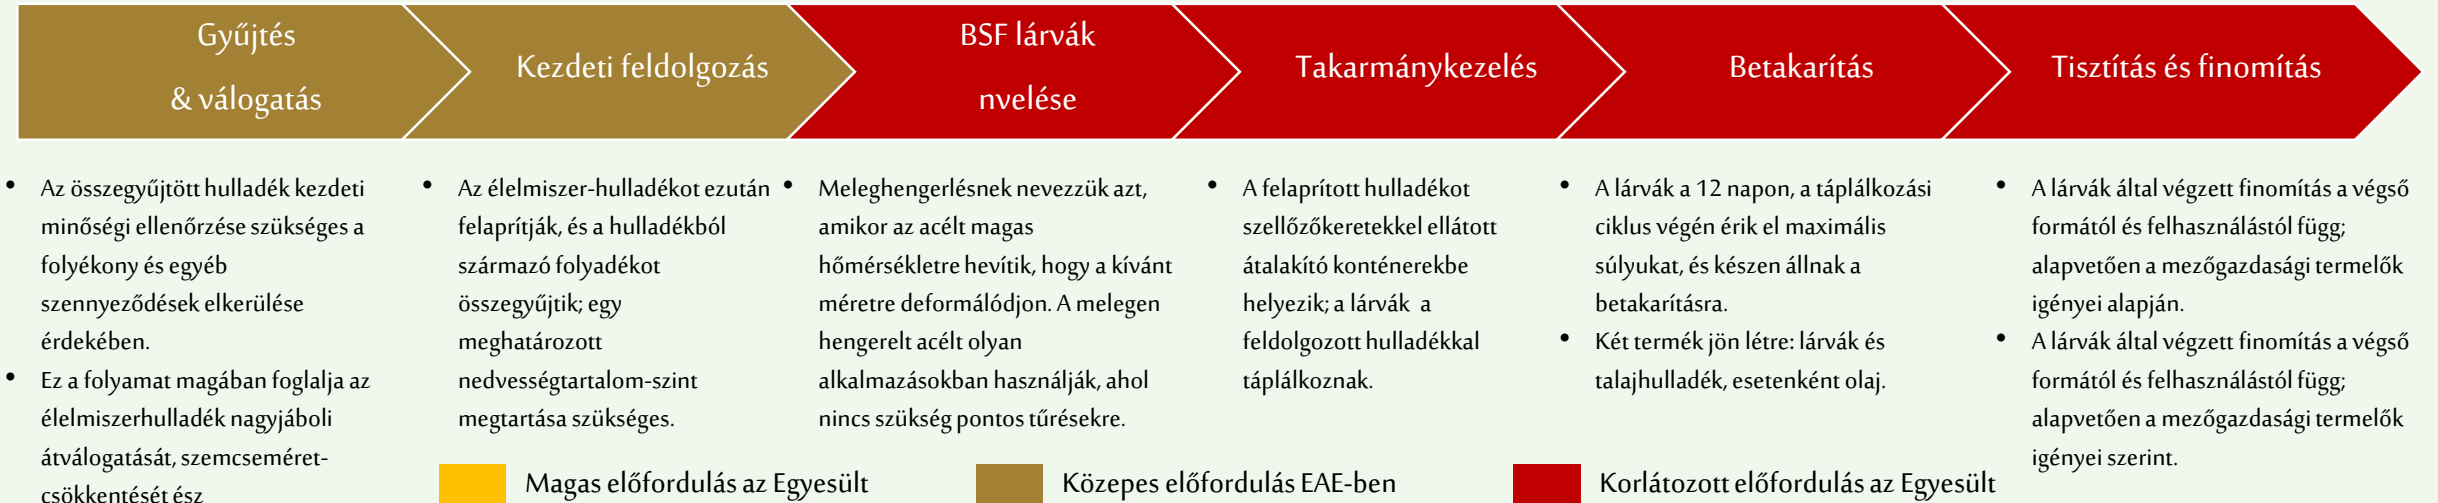 Gyűjtés
& válogatás
Kezdeti feldolgozás
BSF lárvák
nvelése
Takarmánykezelés
Betakarítás
Tisztítás és finomítás
• Az összegyűjtött hulladék kezdeti
minőségi ellenőrzése szükséges a
folyékony és egyéb
szennyeződések elkerülése
érdekében.
• Ez a folyamat magában foglalja az
élelmiszerhulladék nagyjáboli
átválogatását, szemcseméret-
csökkentését ész
• Az élelmiszer-hulladékot ezután
felaprítják, és a hulladékból
származó folyadékot
összegyűjtik; egy
meghatározott
nedvességtartalom-szint
megtartása szükséges.
• Meleghengerlésnek nevezzük azt,
amikor az acélt magas
hőmérsékletre hevítik, hogy a kívánt
méretre deformálódjon. A melegen
hengerelt acélt olyan
alkalmazásokban használják, ahol
nincs szükség pontos tűrésekre.
• A felaprított hulladékot
szellőzőkeretekkel ellátott
átalakító konténerekbe
helyezik; a lárvák a
feldolgozott hulladékkal
táplálkoznak.
• A lárvák a 12 napon, a táplálkozási
ciklus végén érik el maximális
súlyukat, és készen állnak a
betakarításra.
• Két termék jön létre: lárvák és
talajhulladék, esetenként olaj.
• A lárvák által végzett finomítás a végső
formától és felhasználástól függ;
alapvetően a mezőgazdasági termelők
igényei alapján.
• A lárvák által végzett finomítás a végső
formától és felhasználástól függ;
alapvetően a mezőgazdasági termelők
igényei szerint.
Magas előfordulás az Egyesült
Közepes előfordulás EAE-ben
Korlátozott előfordulás az Egyesült